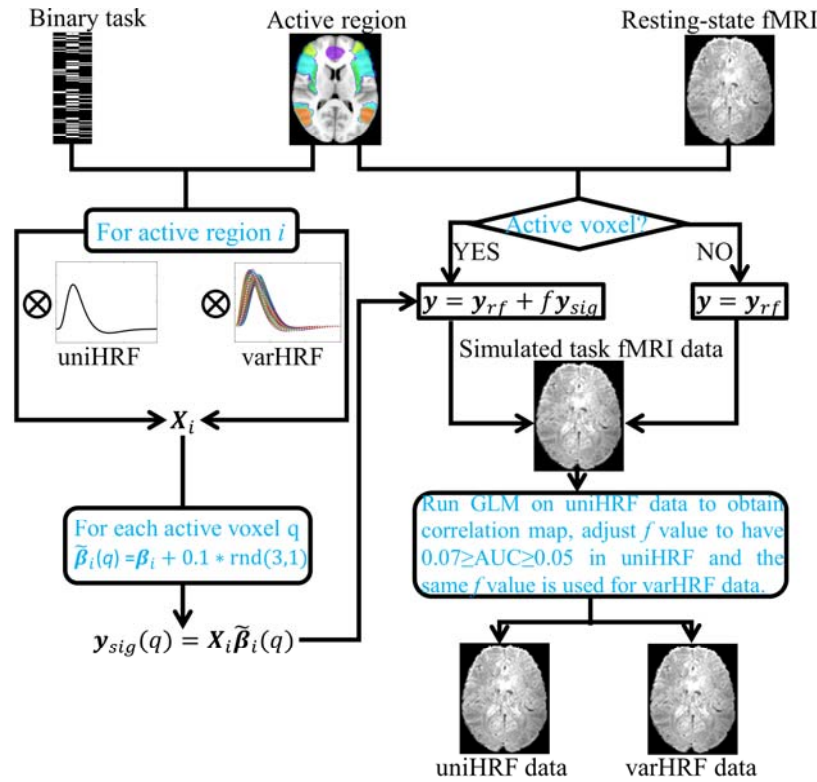 Binary task
Active region
Resting-state fMRI
For active region i
Active voxel?
YES
NO
⊗
⊗
uniHRF
varHRF
y = y_rf + f y_sig
y = y_rf
Simulated task fMRI data
X_i
For each active voxel q
β̃_i(q) =β_i + 0.1 * rnd(3,1)
Run GLM on uniHRF data to obtain
correlation map, adjust f value to have
0.07≥AUC≥0.05 in uniHRF and the
same f value is used for varHRF data.
y_sig(q) = X_i β̃_i(q)
uniHRF data
varHRF data